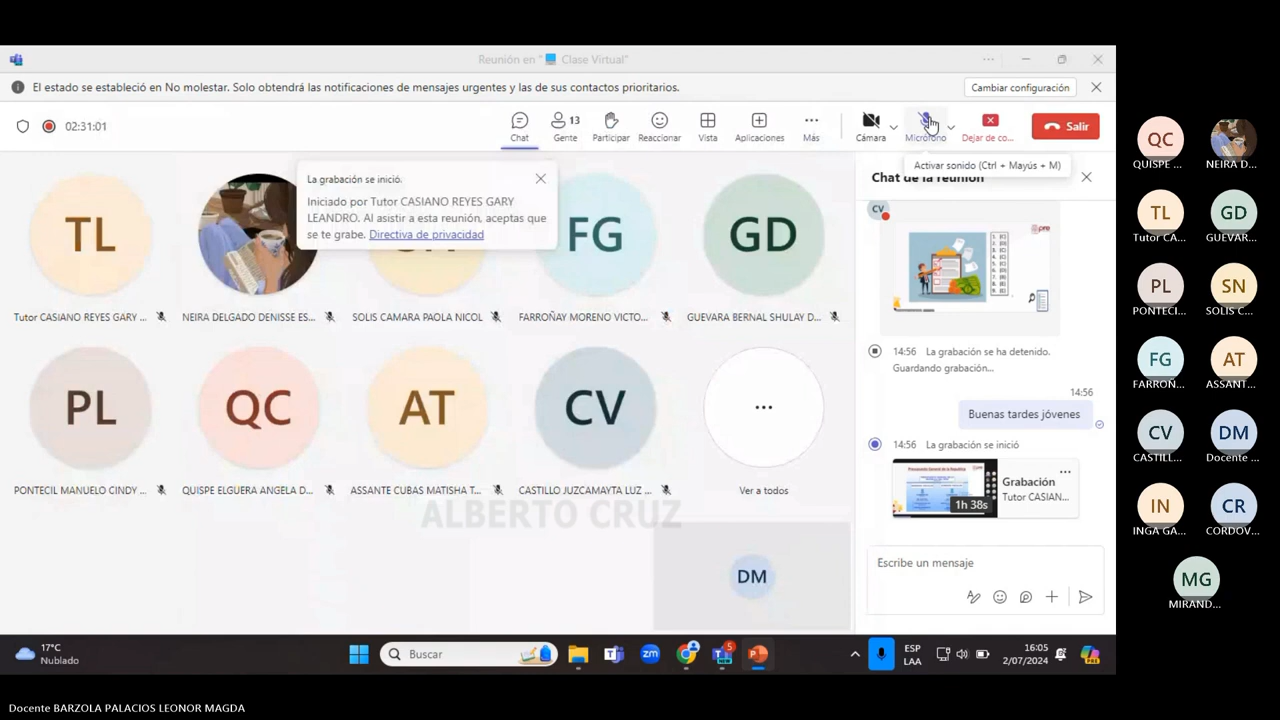 Reunión en "💻 Clase Virtual"
El estado se estableció en No molestar. Solo obtendrá las notificaciones de mensajes urgentes y las de sus contactos prioritarios.
Cambiar configuración
02:31:01
Chat
13
Gente
Participar
Reaccionar
Vista
Aplicaciones
Más
Cámara
Micrófono
Dejar de co...
Salir
Activar sonido (Ctrl + Mayús + M)
La grabación se inició.
Iniciado por Tutor CASIANO REYES GARY
LEANDRO. Al asistir a esta reunión, aceptas que
se te grabe. Directiva de privacidad
TL
FG
GD
Tutor CASIANO REYES GARY ...
NEIRA DELGADO DENISSE ES...
SOLIS CAMARA PAOLA NICOL
FARROÑAY MORENO VICTO...
GUEVARA BERNAL SHULAY D...
PL
QC
AT
CV
...
PONTECIL MANUELO CINDY ...
QUISPE ELGUERA ANGELA D...
ASSANTE CUBAS MATISHA T...
CASTILLO JUZCAMAYTA LUZ ...
Ver a todos
ALBERTO CRUZ
DM
Chat de la reunión
CV
pre
14:56 La grabación se ha detenido.
Guardando grabación...
14:56
Buenas tardes jóvenes
14:56 La grabación se inició
1h 38s
Grabación
Tutor CASIAN...
Escribe un mensaje
17°C
Nublado
Buscar
zm
5
ESP
LAA
16:05
2/07/2024
QC
QUISPE ...
NEIRA D...
TL
Tutor CA...
GD
GUEVAR...
PL
PONTECI...
SN
SOLIS C...
FG
FARROÑ...
AT
ASSANT...
CV
CASTILL...
DM
Docente ...
IN
INGA GA...
CR
CORDOV...
MG
MIRAND...
Docente BARZOLA PALACIOS LEONOR MAGDA